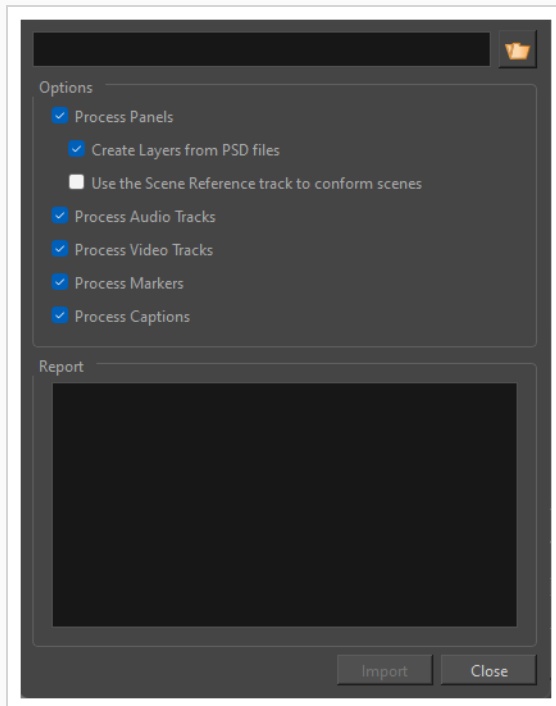 Options
Process Panels
Create Layers from PSD files
Use the Scene Reference track to conform scenes
Process Audio Tracks
Process Video Tracks
Process Markers
Process Captions
Report
Import Close